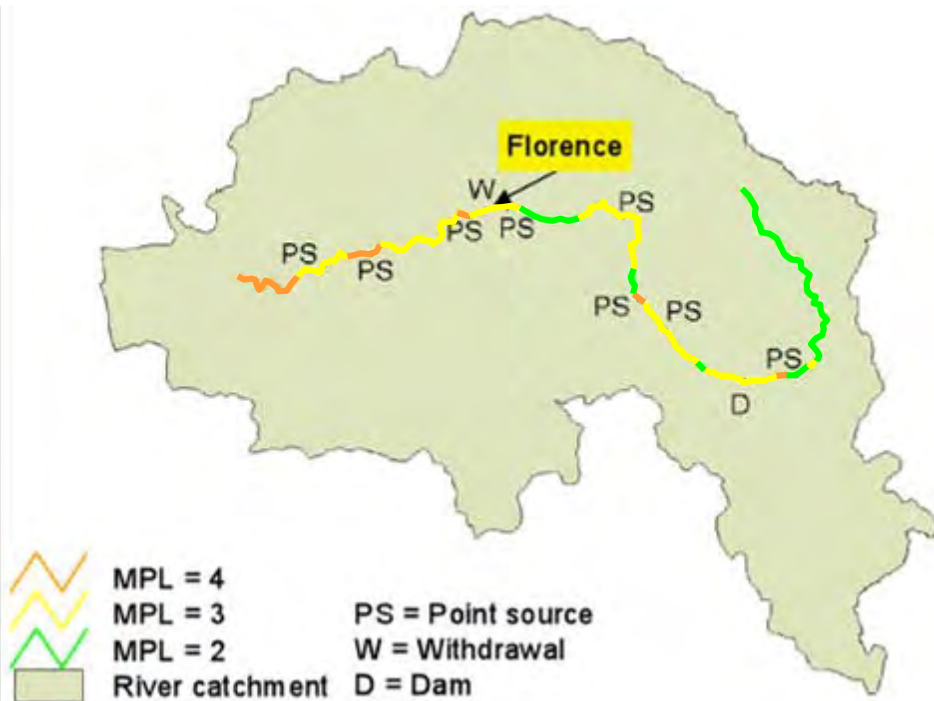 Florence
W
PS
PS
PS
PS
PS
PS
PS
PS
D
MPL = 4
MPL = 3
PS = Point source
MPL = 2
W = Withdrawal
River catchment
D = Dam